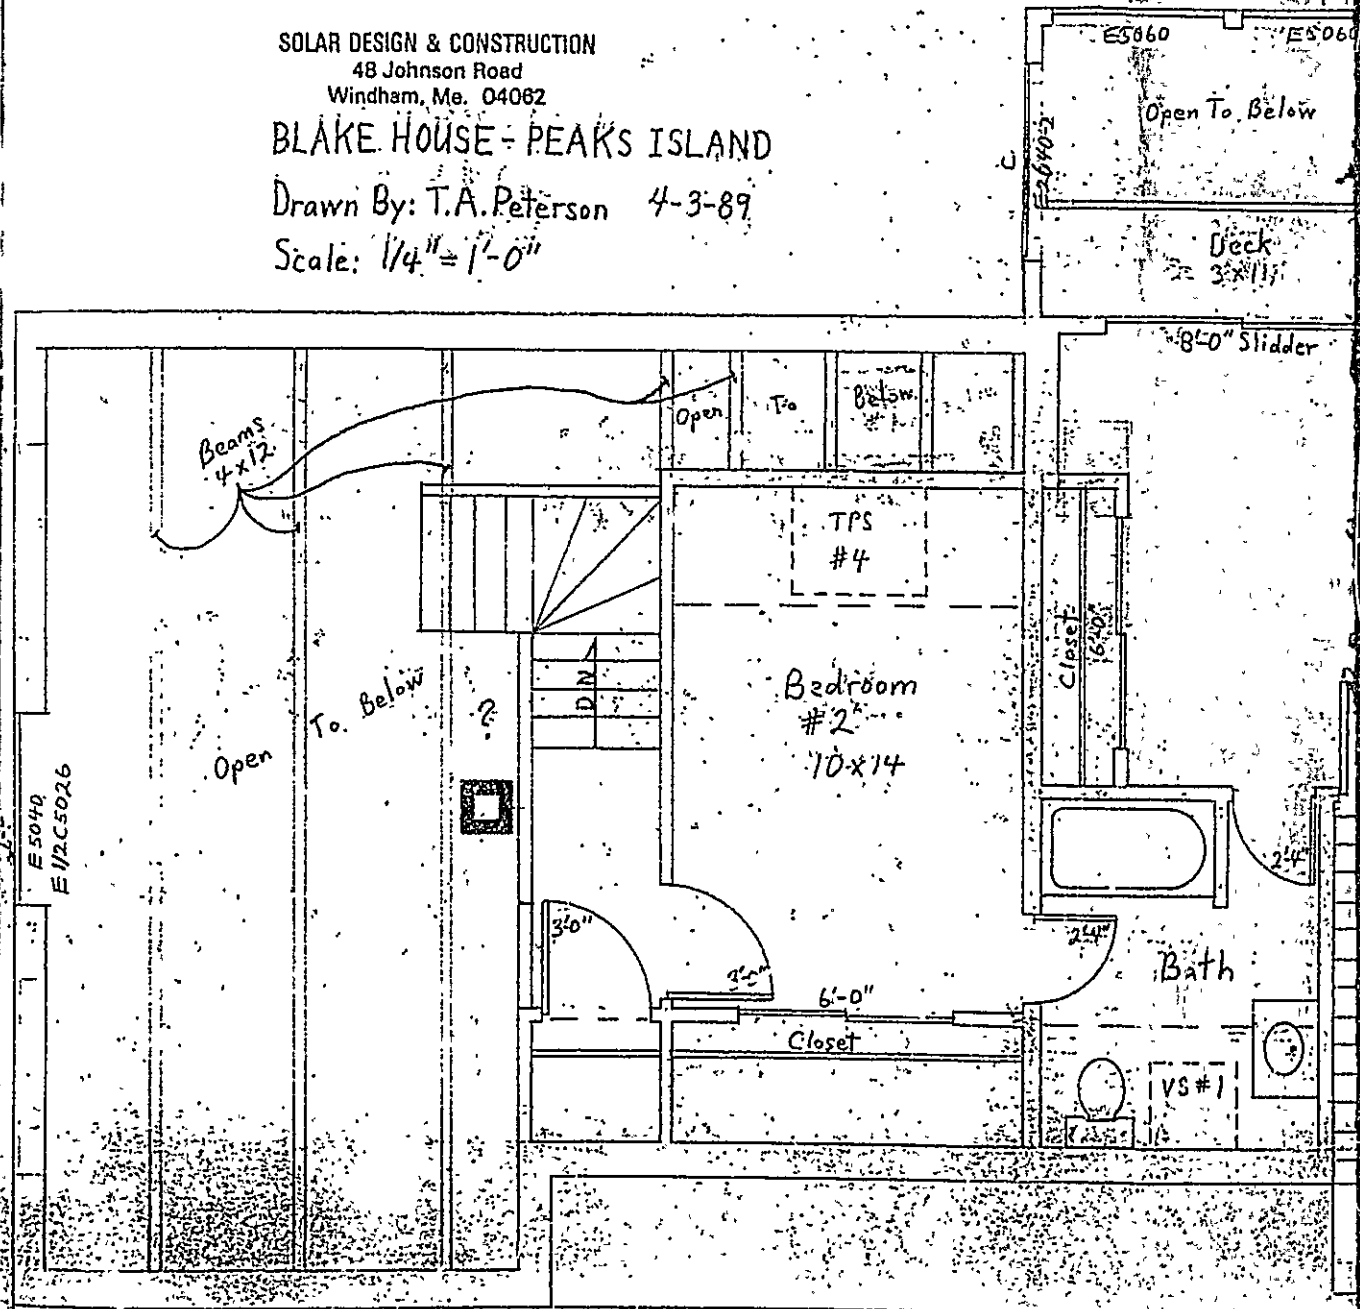 SOLAR DESIGN & CONSTRUCTION
48 Johnson Road
Windham, Me. 04062
BLAKE HOUSE - PEAKS ISLAND
Drawn By: T.A. Peterson 4-3-89
Scale: 1/4" = 1'-0"
E5060
E5060
Open To Below
E2640-2
Deck
3x11
8'-0" Slidder
Beams
4x12
Open To Below
TPS
#4
Closet
6'-0"
Open To Below
?
DN
Bedroom
#2
10x14
E5040
E1/2C5026
2'-4"
3'-0"
3'-0"
2'-4"
Bath
6'-0"
Closet
VS#1